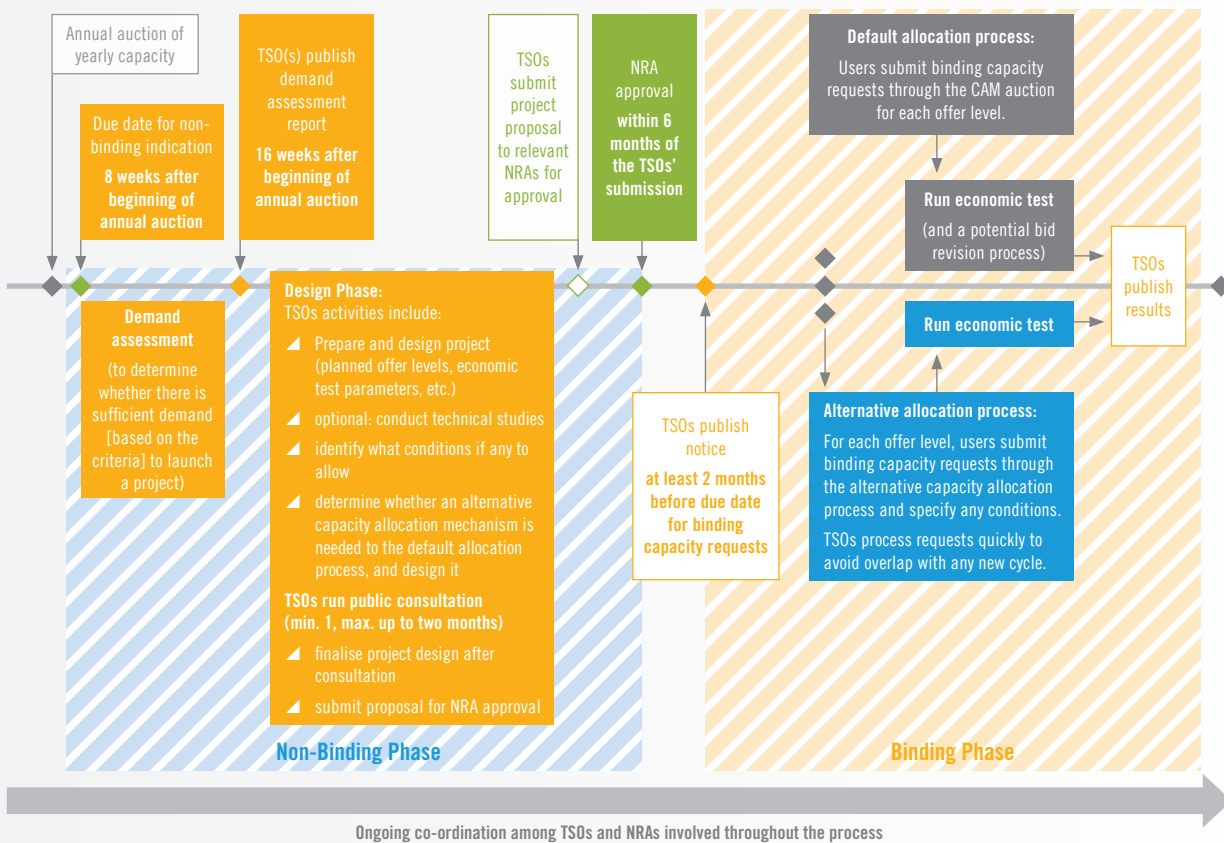 Annual auction of
yearly capacity
Due date for non-
binding indication
8 weeks after
beginning of
annual auction
TSO(s) publish
demand
assessment
report
16 weeks after
beginning of
annual auction
TSOs
submit
project
proposal
to relevant
NRAs for
approval
NRA
approval
within 6
months of
the TSOs'
submission
Default allocation process:
Users submit binding capacity
requests through the CAM auction
for each offer level.
Run economic test
(and a potential bid
revision process)
TSOs
publish
results
Run economic test
Demand
assessment
(to determine
whether there is
sufficient demand
[based on the
criteria] to launch
a project)
Design Phase:
TSOs activities include:
Prepare and design project
(planned offer levels, economic
test parameters, etc.)
optional: conduct technical studies
identify what conditions if any to
allow
determine whether an alternative
capacity allocation mechanism is
needed to the default allocation
process, and design it
TSOs run public consultation
(min. 1, max. up to two months)
finalise project design after
consultation
submit proposal for NRA approval
TSOs publish
notice
at least 2 months
before due date
for binding
capacity requests
Alternative allocation process:
For each offer level, users submit
binding capacity requests through
the alternative capacity allocation
process and specify any conditions.
TSOs process requests quickly to
avoid overlap with any new cycle.
Non-Binding Phase
Binding Phase
Ongoing co-ordination among TSOs and NRAs involved throughout the process